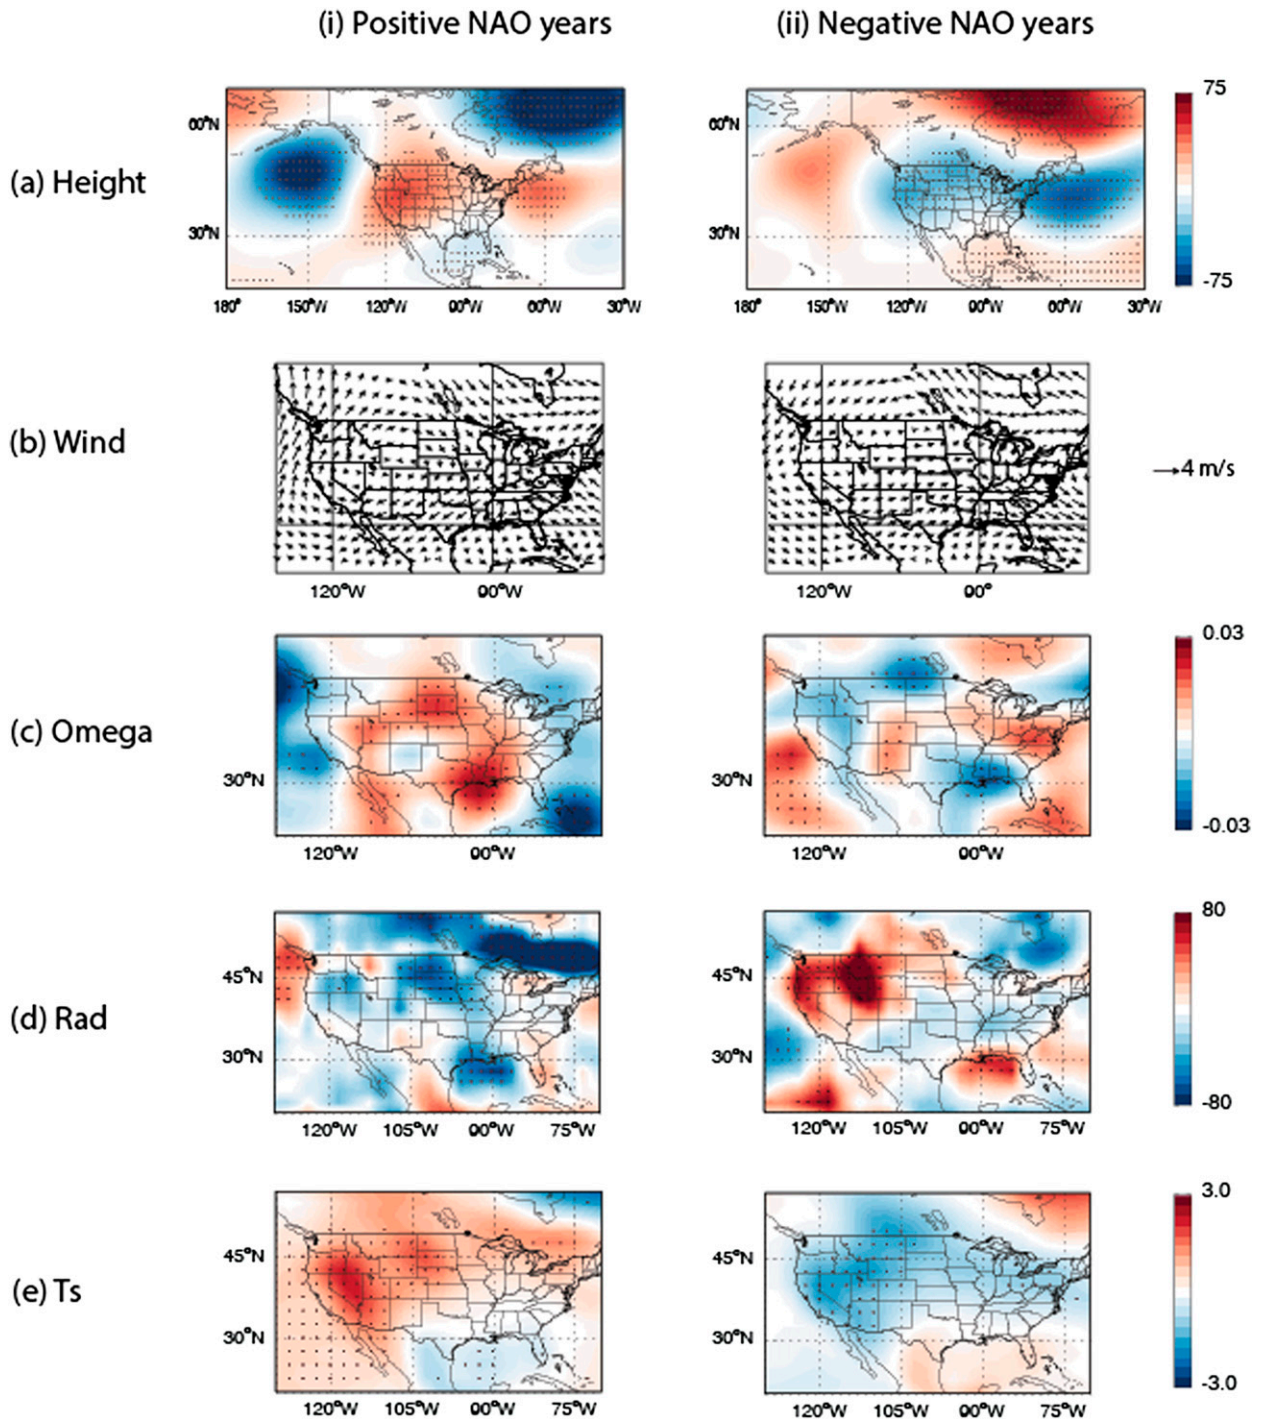 (i) Positive NAO years
(ii) Negative NAO years
(a) Height
60°N
30°N
180° 150°W 120°W 90°W 60°W 30°W
60°N
30°N
180° 150°W 120°W 90°W 60°W 30°W
75
-75
(b) Wind
120°W 90°W
120°W 90°
4 m/s
(c) Omega
30°N
120°W 90°W
30°N
120°W 90°W
0.03
-0.03
(d) Rad
45°N
30°N
120°W 105°W 90°W 75°W
45°N
30°N
120°W 105°W 90°W 75°W
80
-80
(e) Ts
45°N
30°N
120°W 105°W 90°W 75°W
45°N
30°N
120°W 105°W 90°W 75°W
3.0
-3.0